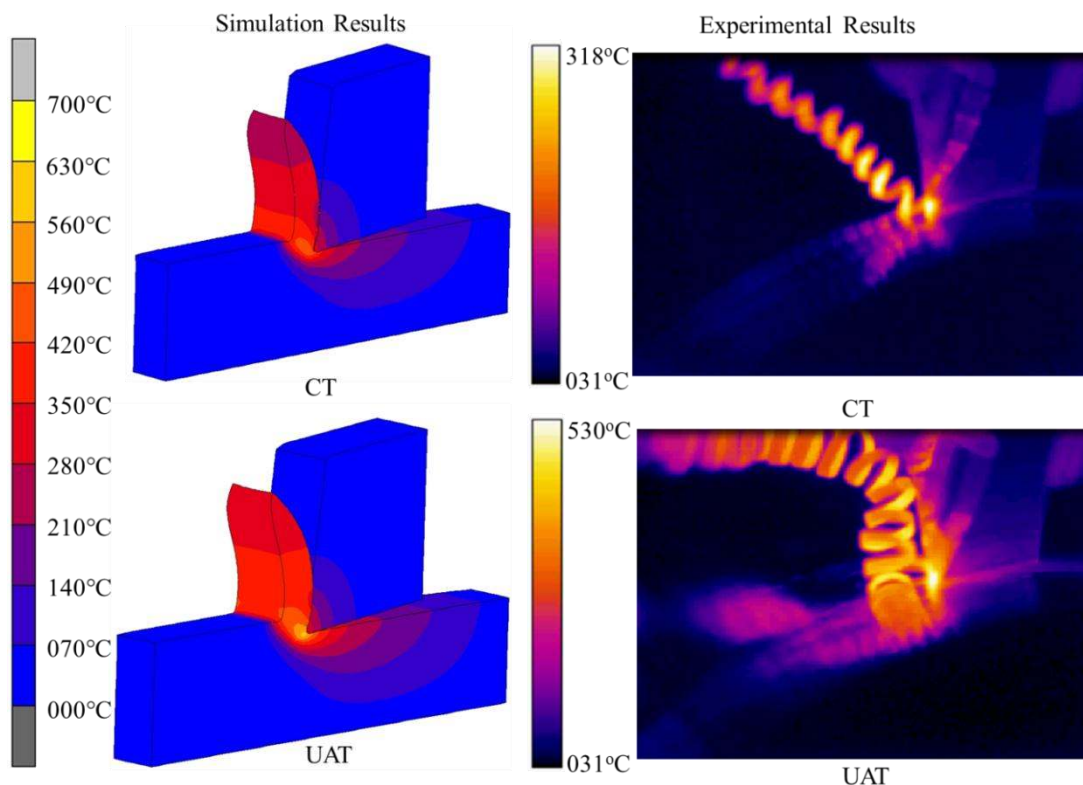 Simulation Results
Experimental Results
700°C
630°C
560°C
490°C
420°C
350°C
280°C
210°C
140°C
070°C
000°C
CT
318°C
031°C
CT
UAT
530°C
031°C
UAT